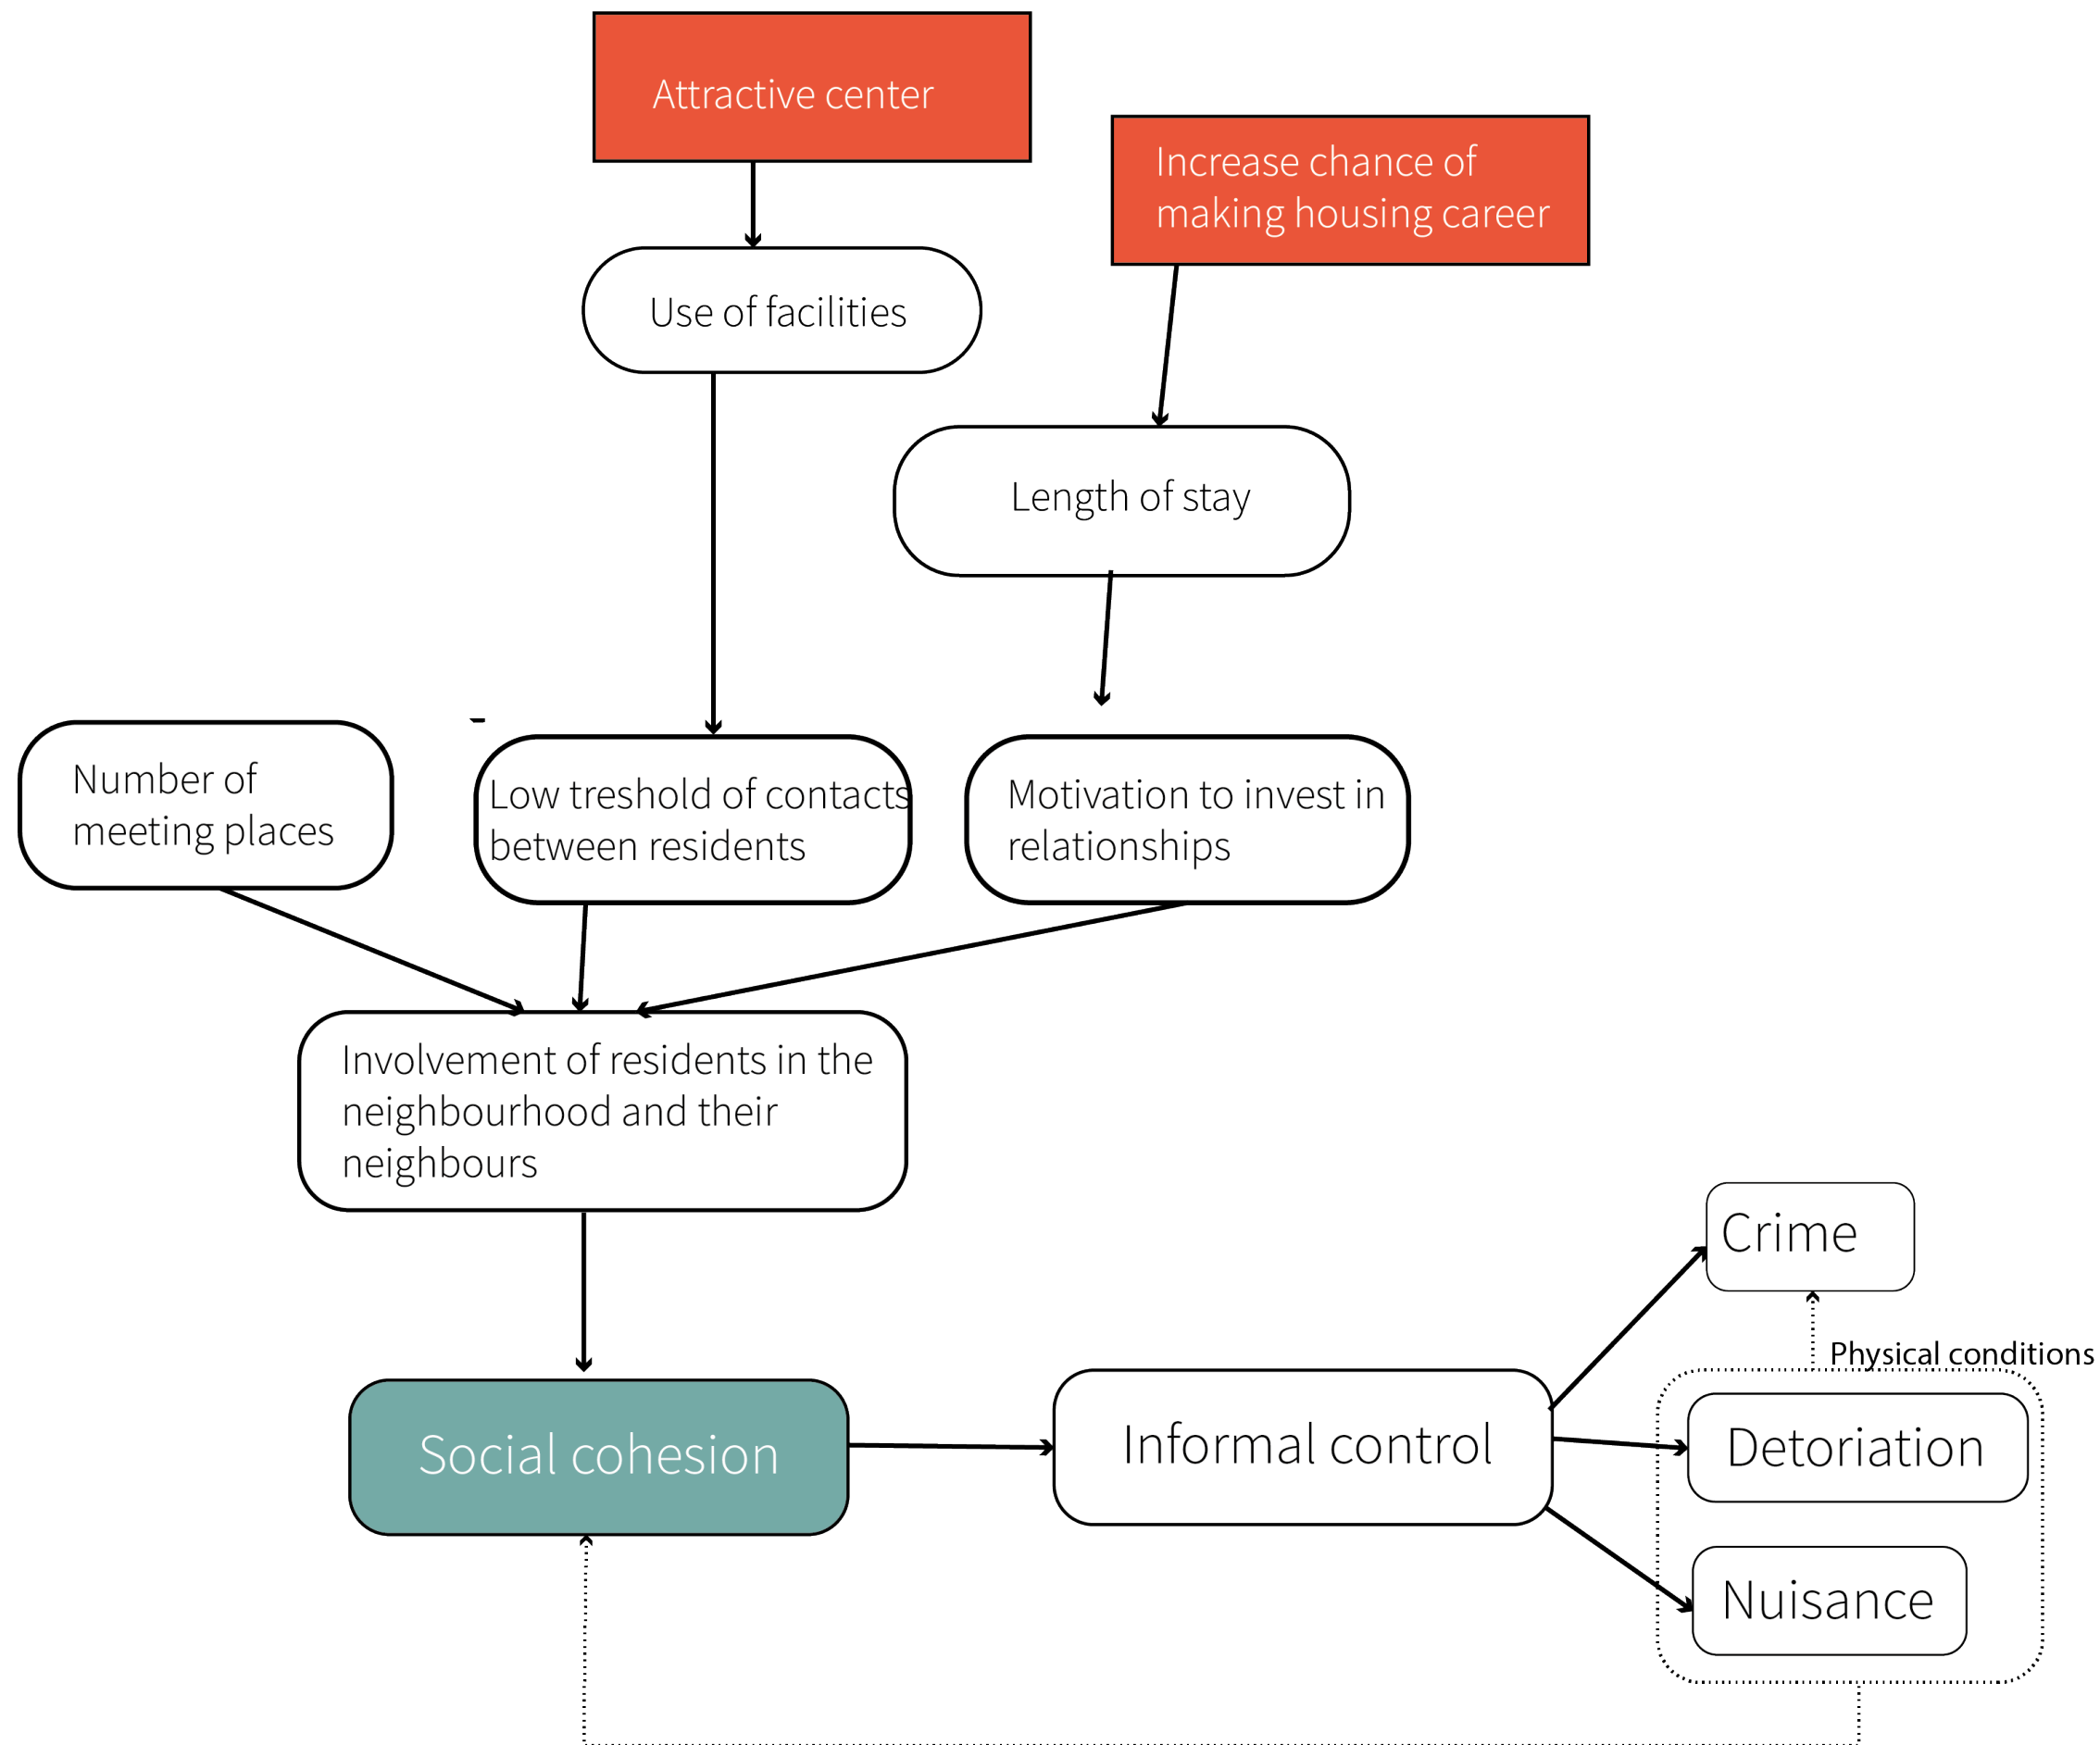 Attractive center
Increase chance of
making housing career
Use of facilities
Length of stay
Number of
meeting places
Low treshold of contacts
between residents
Motivation to invest in
relationships
Involvement of residents in the
neighbourhood and their
neighbours
Crime
Physical conditions
Social cohesion
Informal control
Detoriation
Nuisance